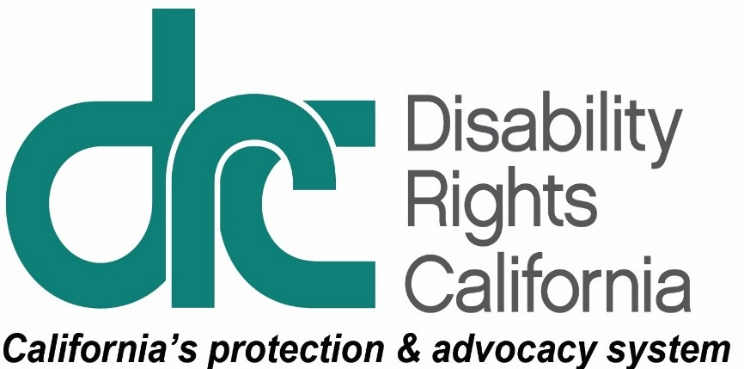 drc
Disability
Rights
California
California's protection & advocacy system